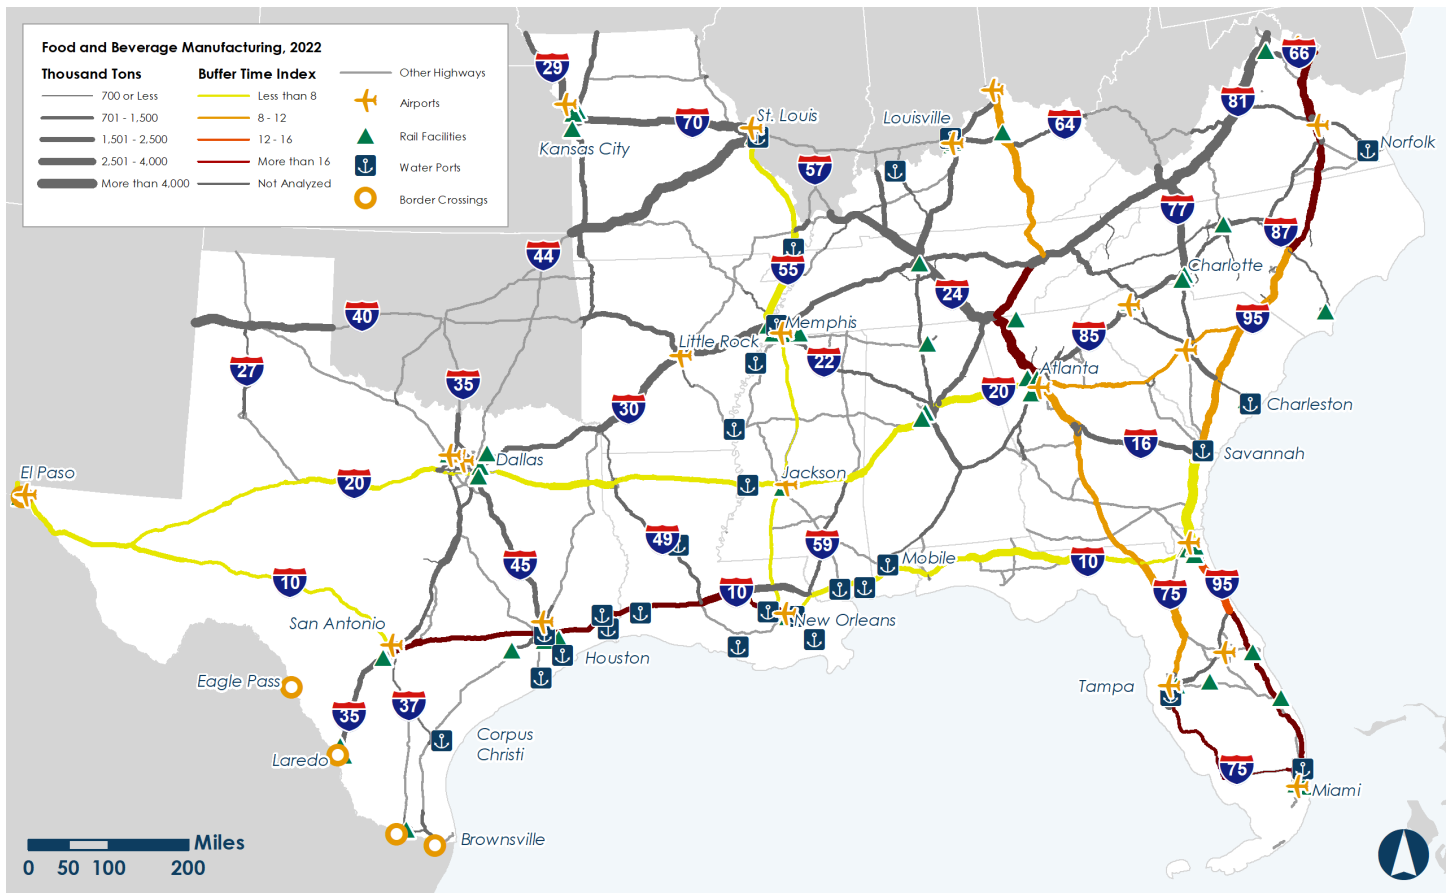 Food and Beverage Manufacturing, 2022
Thousand Tons
700 or Less
701 - 1,500
1,501 - 2,500
2,501 - 4,000
More than 4,000
Buffer Time Index
Less than 8
8 - 12
12 - 16
More than 16
Not Analyzed
Other Highways
Airports
Rail Facilities
Water Ports
Border Crossings
29
66
81
70
St. Louis
Louisville
64
Kansas City
Norfolk
57
77
87
44
55
Charlotte
24
40
95
Memphis
85
Little Rock
22
27
Atlanta
35
20
30
Charleston
16
Savannah
Dallas
El Paso
20
Jackson
49
59
Mobile
10
45
10
10
75
95
San Antonio
New Orleans
Houston
Eagle Pass
Tampa
37
35
Corpus
Christi
Laredo
75
Miami
Brownsville
Miles
0 50 100 200